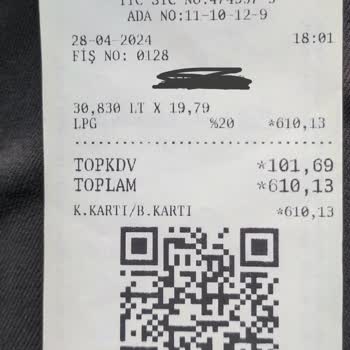 ADA NO:11-10-12-9
28-04-2024 18:01
FİŞ NO: 0128
30,830 LT X 19,79
LPG %20 *610,13
TOPKDV *101,69
TOPLAM *610,13
K.KARTI/B.KARTI *610,13